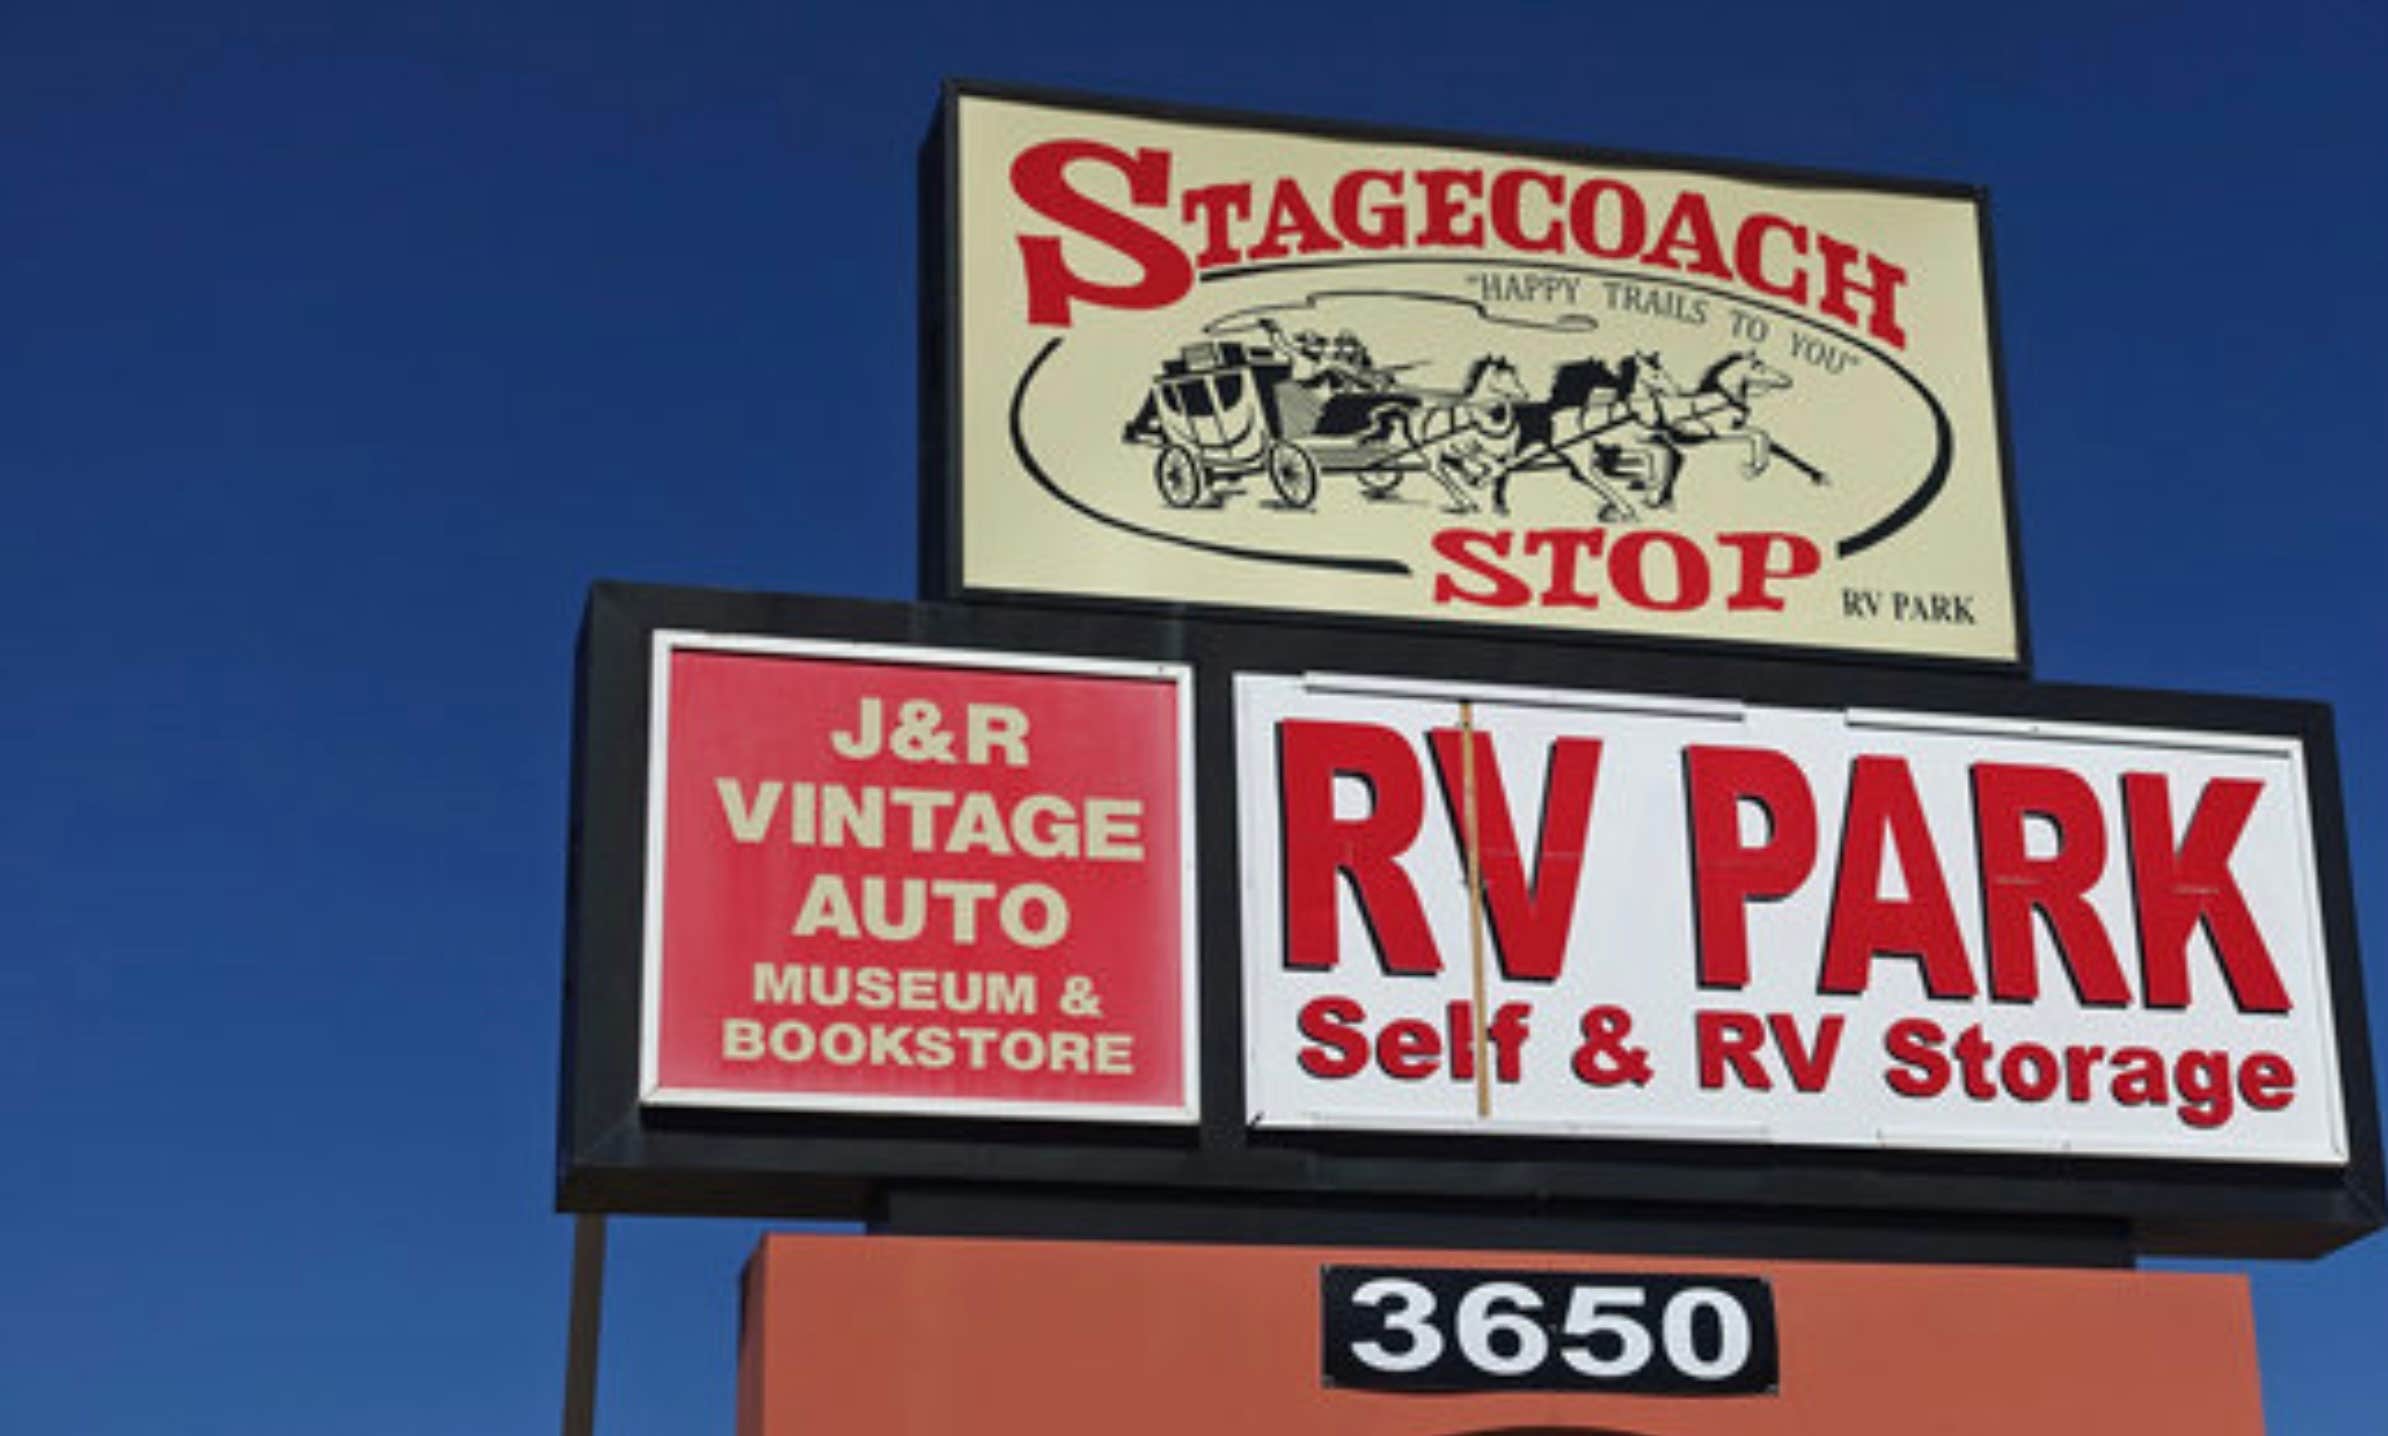 STAGECOACH
"HAPPY TRAILS TO YOU"
STOP
RV PARK
J&R
VINTAGE
AUTO
MUSEUM &
BOOKSTORE
RV PARK
Self & RV Storage
3650